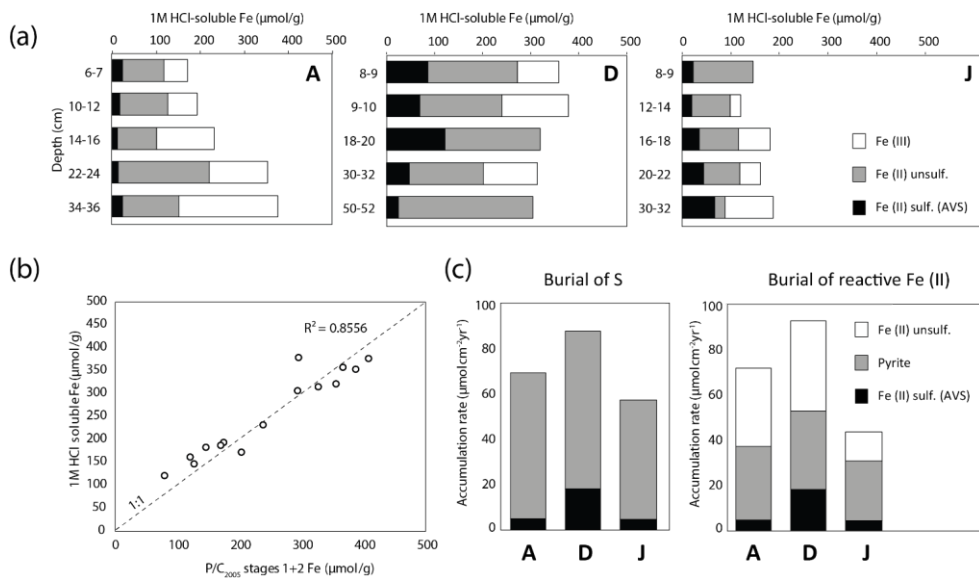 (a)
1M HCl-soluble Fe (μmol/g)
0 100 200 300 400 500
A
Depth (cm)
6-7
10-12
14-16
22-24
34-36
1M HCl-soluble Fe (μmol/g)
0 100 200 300 400 500
D
8-9
9-10
18-20
30-32
50-52
1M HCl-soluble Fe (μmol/g)
0 100 200 300 400 500
J
8-9
12-14
16-18
20-22
30-32
Fe (III)
Fe (II) unsulf.
Fe (II) sulf. (AVS)
(b)
1M HCl soluble Fe (μmol/g)
500
450
400
350
300
250
200
150
100
50
0
R² = 0.8556
1:1
0 100 200 300 400 500
P/C₂₀₀₅ stages 1+2 Fe (μmol/g)
(c)
Burial of S
Accumulation rate (μmolcm⁻²yr⁻¹)
100
80
60
40
20
0
A D J
Burial of reactive Fe (II)
Accumulation rate (μmolcm⁻²yr⁻¹)
100
80
60
40
20
0
A D J
Fe (II) unsulf.
Pyrite
Fe (II) sulf. (AVS)